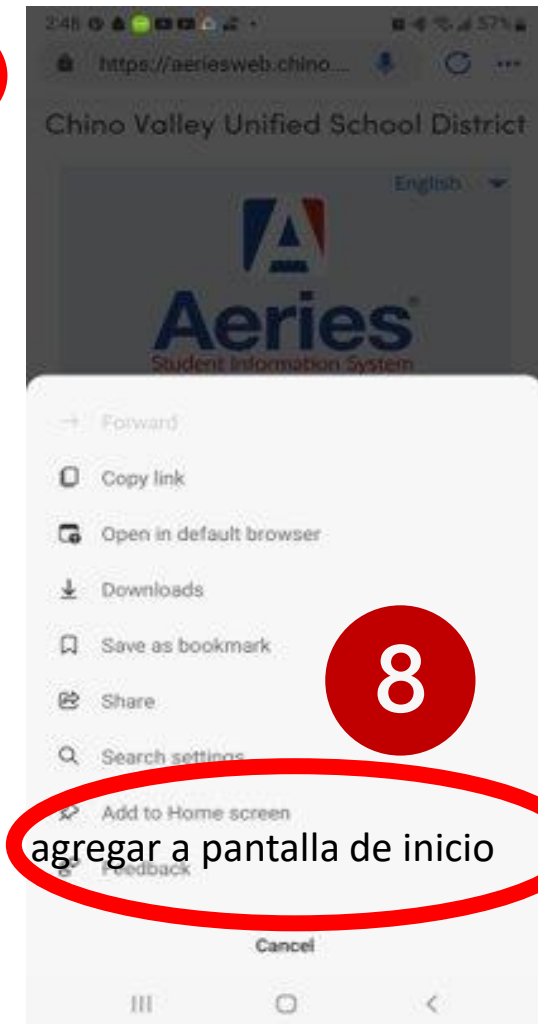 2:48 57%
https://aeriesweb.chino....
Chino Valley Unified School District
English
Aeries
Student Information System
Forward
Copy link
Open in default browser
Downloads
Save as bookmark
8
Share
Search settings
Add to Home screen
agregar a pantalla de inicio
Feedback
Cancel